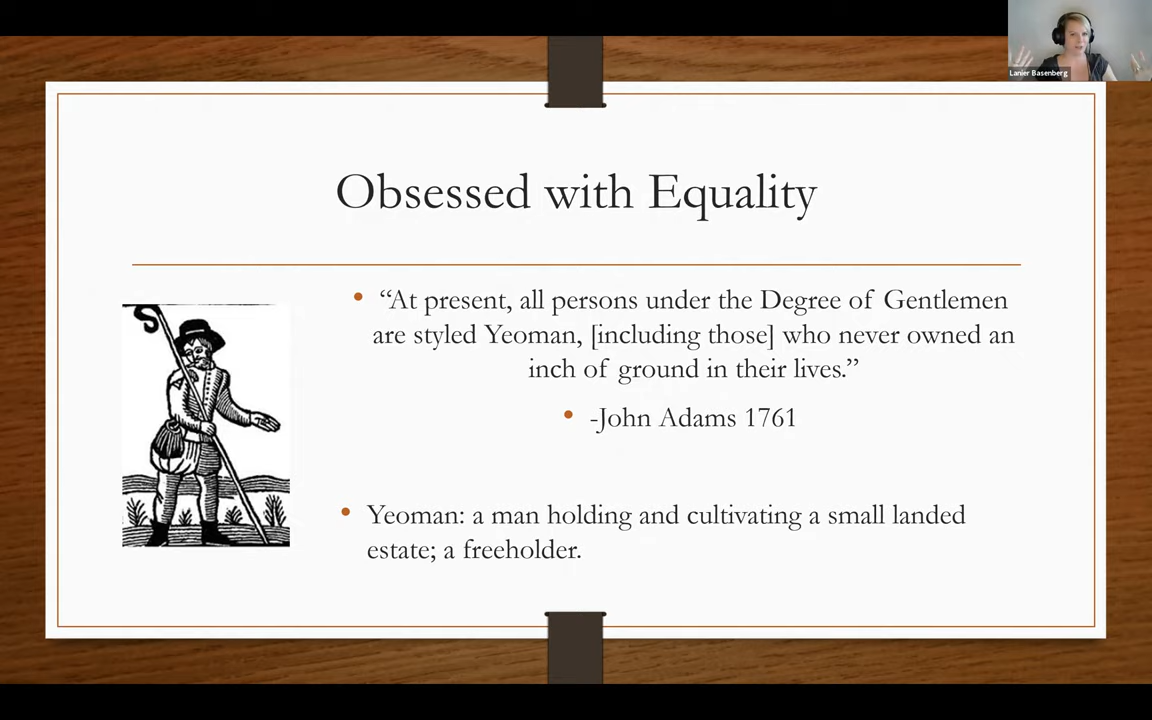 Lanier Basenberg
Obsessed with Equality
• “At present, all persons under the Degree of Gentlemen
are styled Yeoman, [including those] who never owned an
inch of ground in their lives.”
• -John Adams 1761
• Yeoman: a man holding and cultivating a small landed
estate; a freeholder.